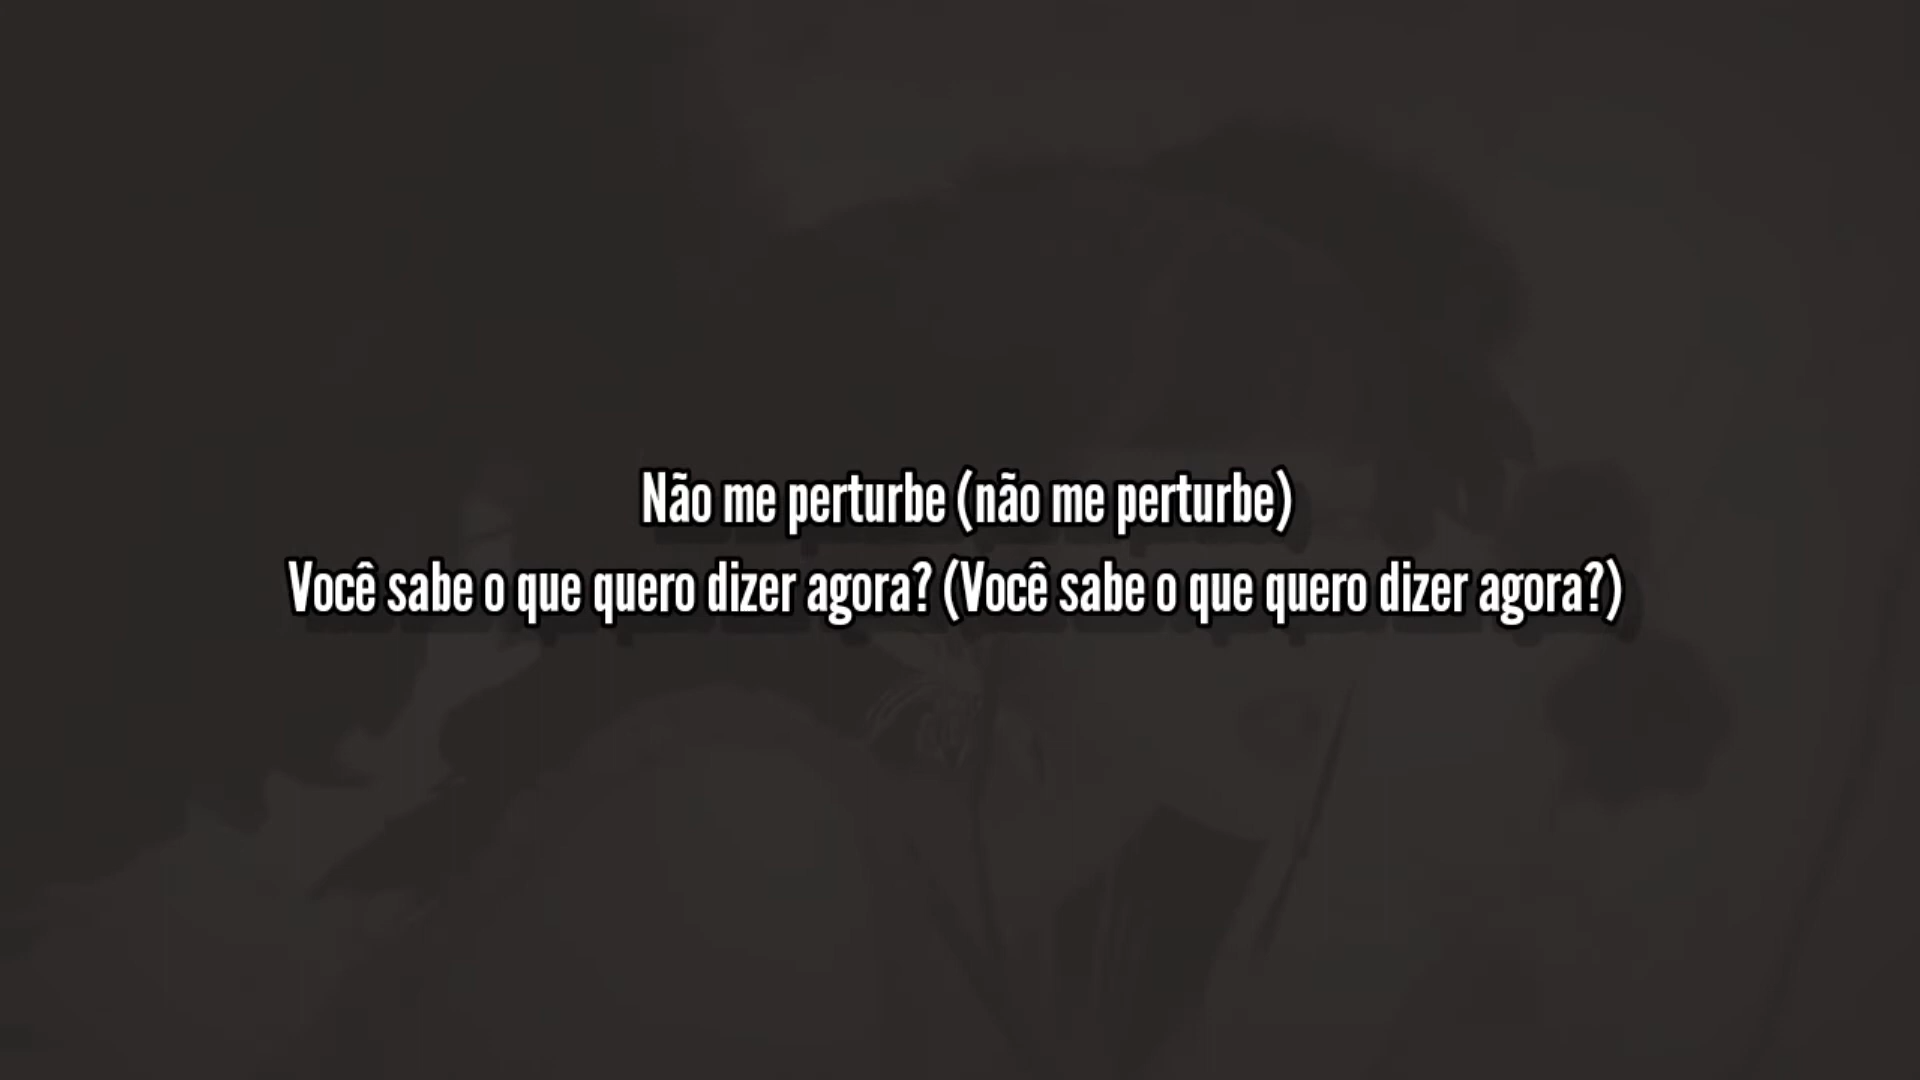 Não me perturbe (não me perturbe)
Você sabe o que quero dizer agora? (Você sabe o que quero dizer agora?)